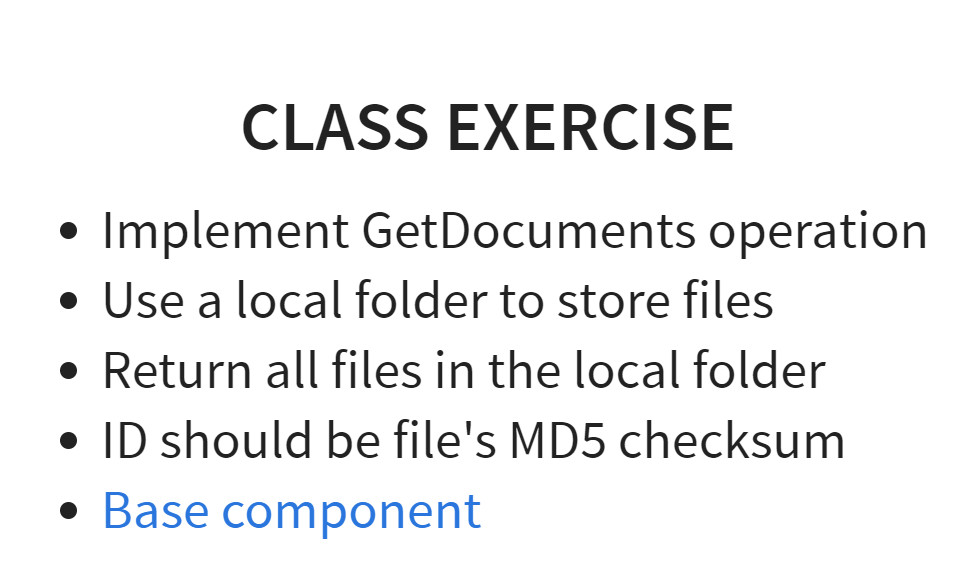 CLASS EXERCISE
• Implement GetDocuments operation
• Use a local folder to store files
• Return all files in the local folder
• ID should be file's MD5 checksum
• Base component